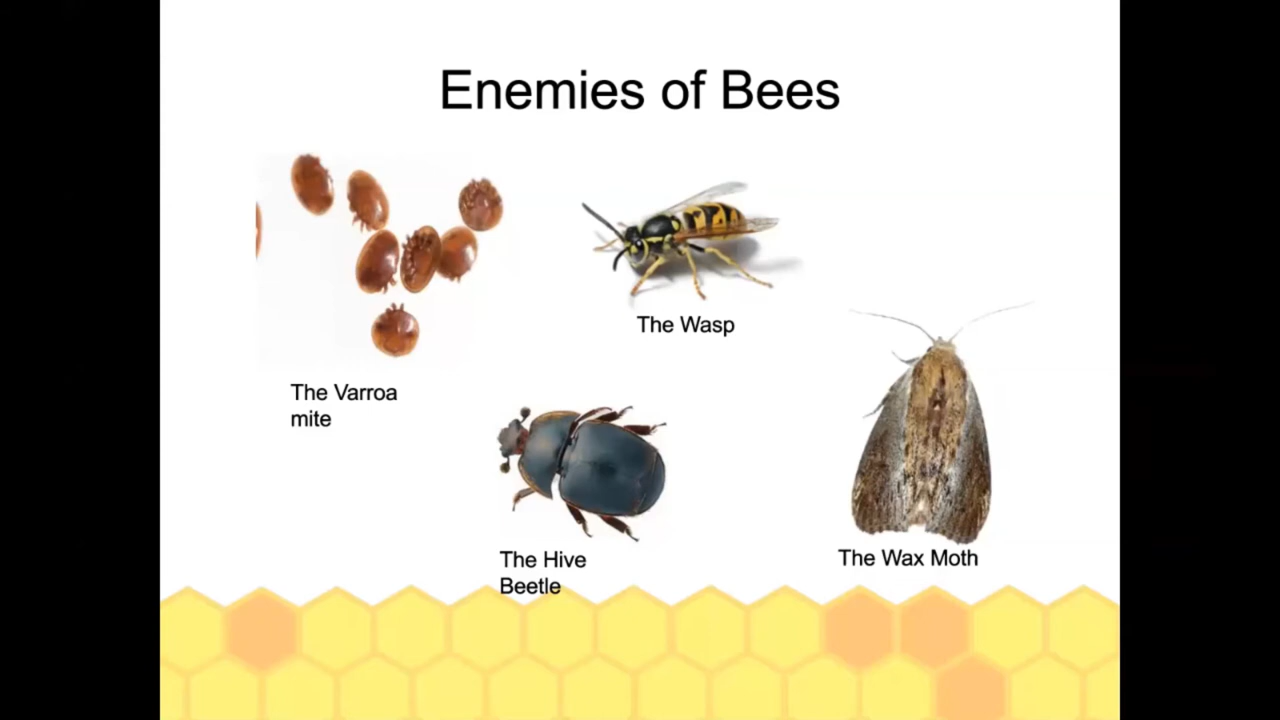 Enemies of Bees
The Wasp
The Varroa
mite
The Hive
Beetle
The Wax Moth